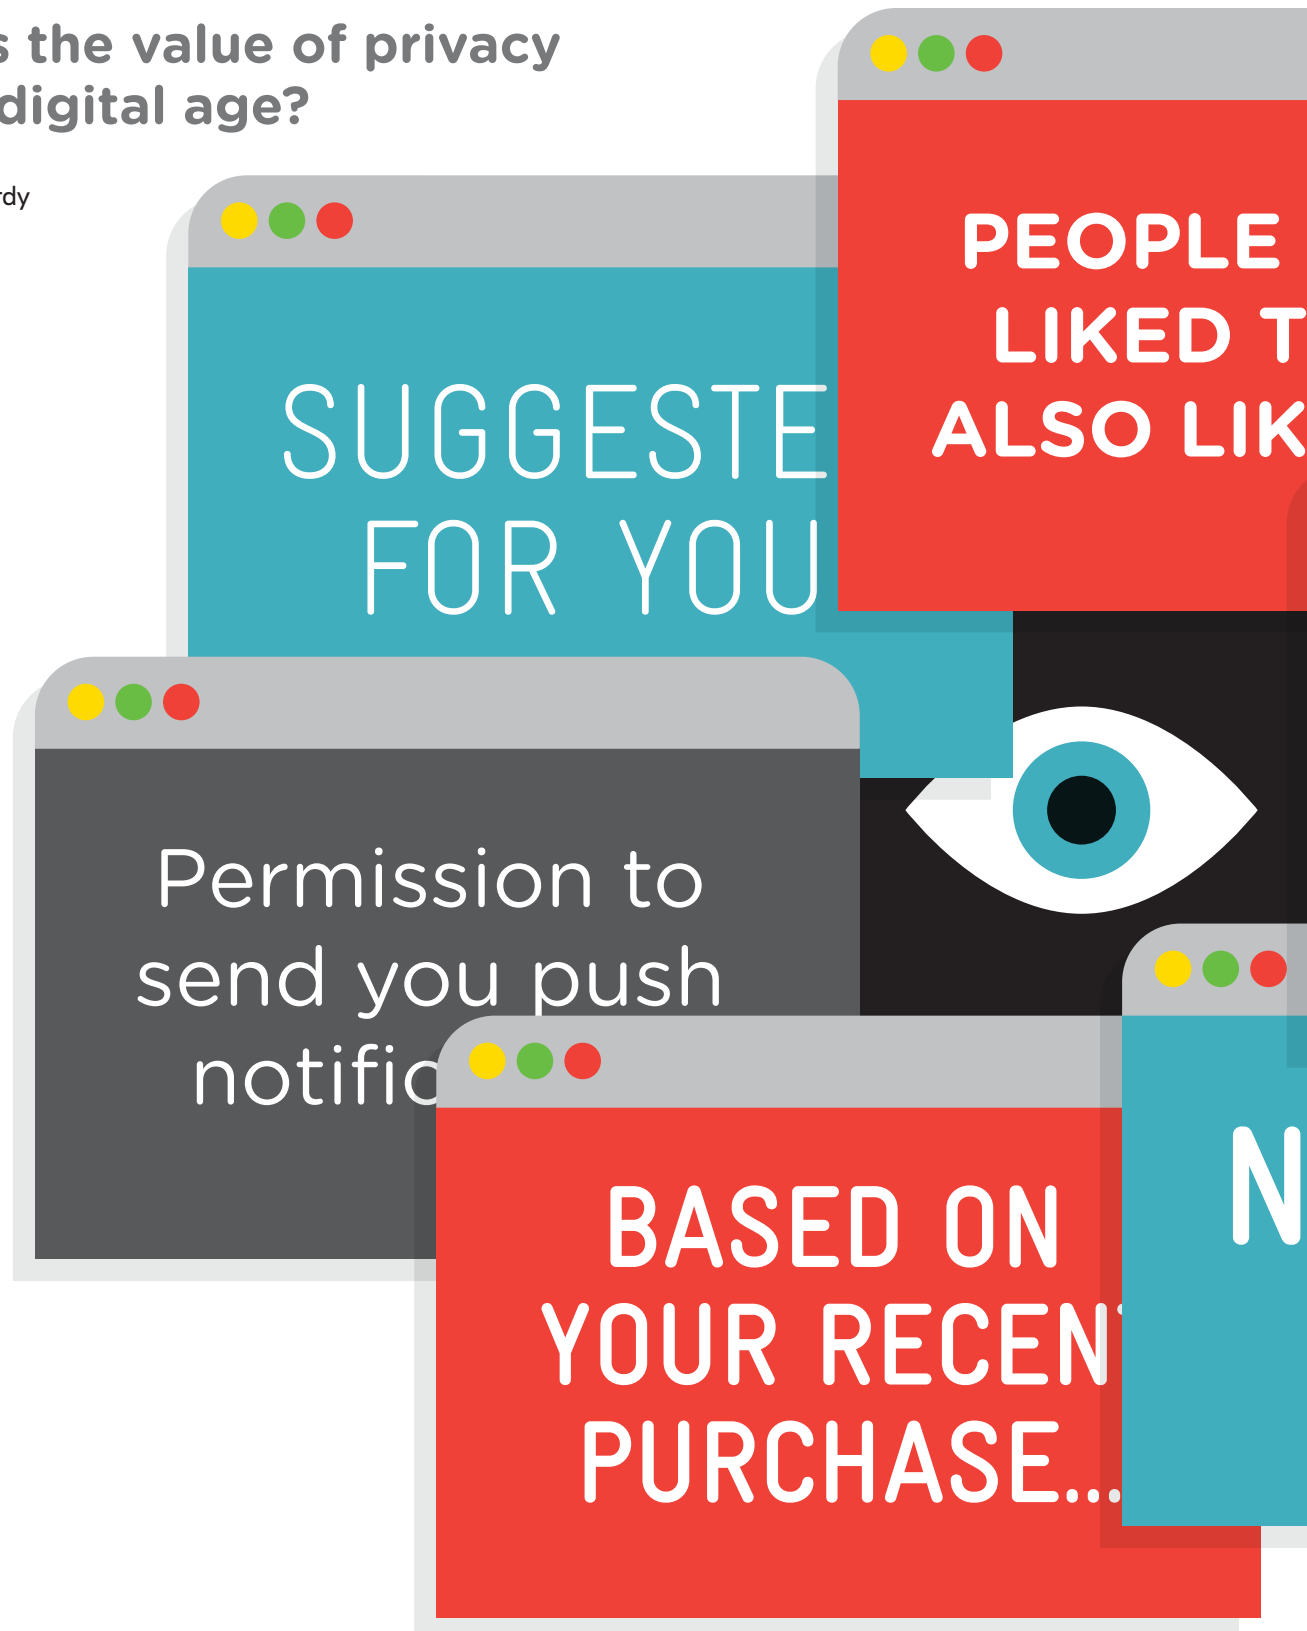 s the value of privacy
digital age?
rdy
PEOPLE
LIKED T
ALSO LIK
SUGGESTE
FOR YOU
Permission to
send you push
notific
BASED ON
YOUR RECENT
PURCHASE...
N